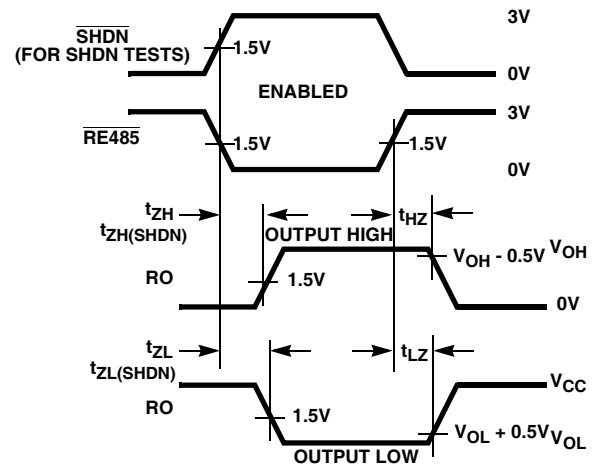 SHDN
(FOR SHDN TESTS)
1.5V
3V
0V
ENABLED
RE485
1.5V
1.5V
3V
0V
tZH
tZH(SHDN)
OUTPUT HIGH
tHZ
RO
1.5V
VOH - 0.5V
VOH
0V
tZL
tZL(SHDN)
tLZ
RO
1.5V
VCC
VOL + 0.5V
VOL
OUTPUT LOW